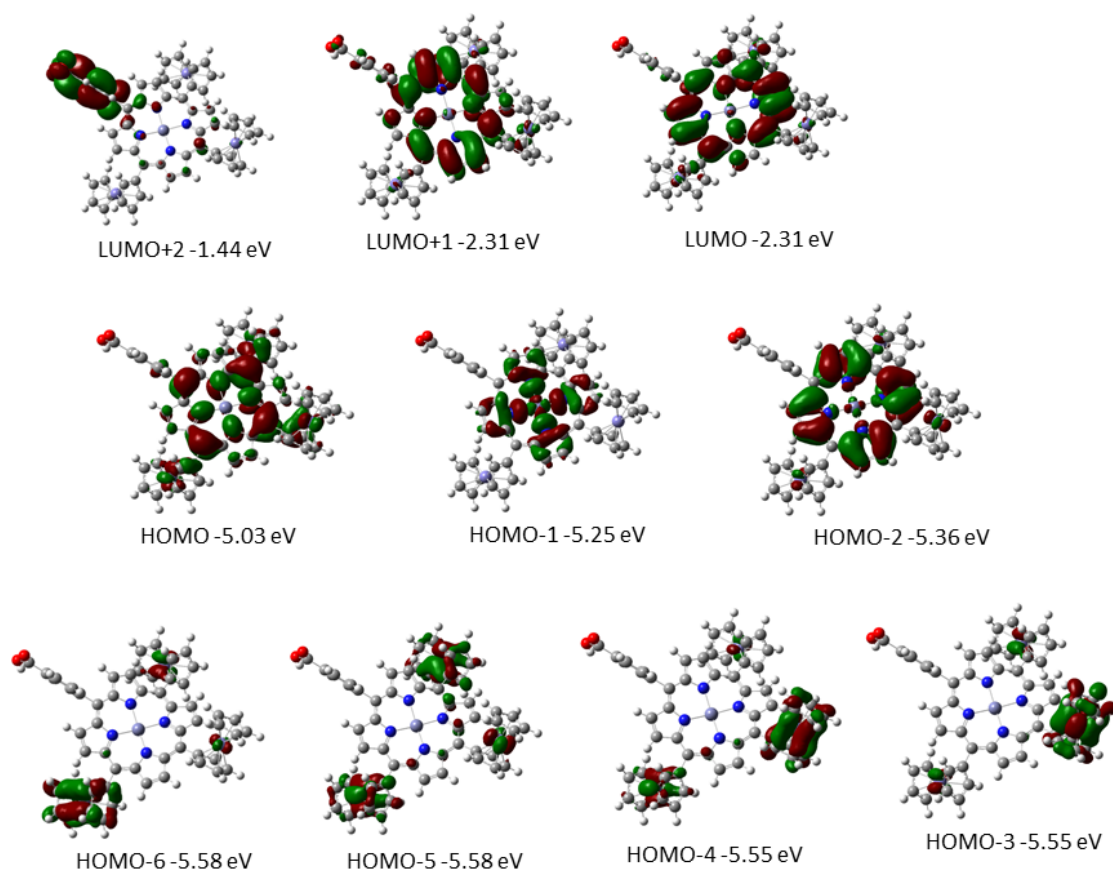 LUMO+2 -1.44 eV
LUMO+1 -2.31 eV
LUMO -2.31 eV
HOMO -5.03 eV
HOMO-1 -5.25 eV
HOMO-2 -5.36 eV
HOMO-6 -5.58 eV
HOMO-5 -5.58 eV
HOMO-4 -5.55 eV
HOMO-3 -5.55 eV